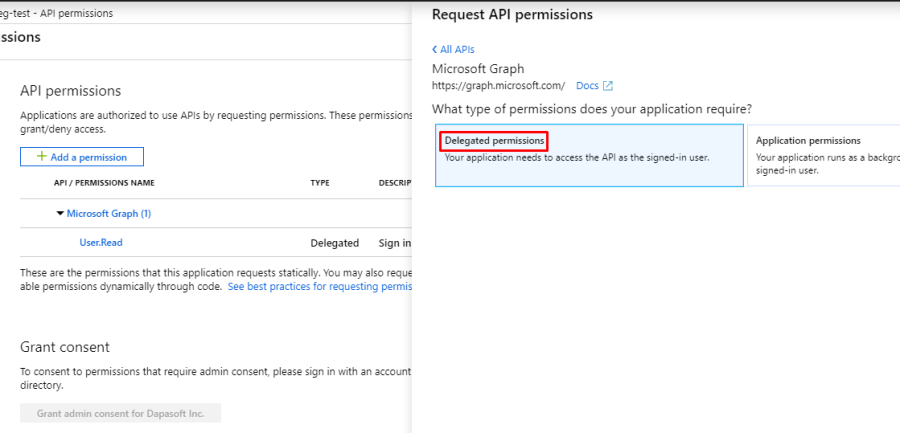 eg-test - API permissions
ssions
API permissions
Applications are authorized to use APIs by requesting permissions. These permissions
grant/deny access.
Add a permission
API / PERMISSIONS NAME TYPE DESCRIPT
Microsoft Graph (1)
User.Read Delegated Sign in
These are the permissions that this application requests statically. You may also reque
able permissions dynamically through code. See best practices for requesting permis
Grant consent
To consent to permissions that require admin consent, please sign in with an account
directory.
Grant admin consent for Dapasoft Inc.
Request API permissions
All APIs
Microsoft Graph
https://graph.microsoft.com/ Docs
What type of permissions does your application require?
Delegated permissions
Your application needs to access the API as the signed-in user.
Application permissions
Your application runs as a backgro
signed-in user.